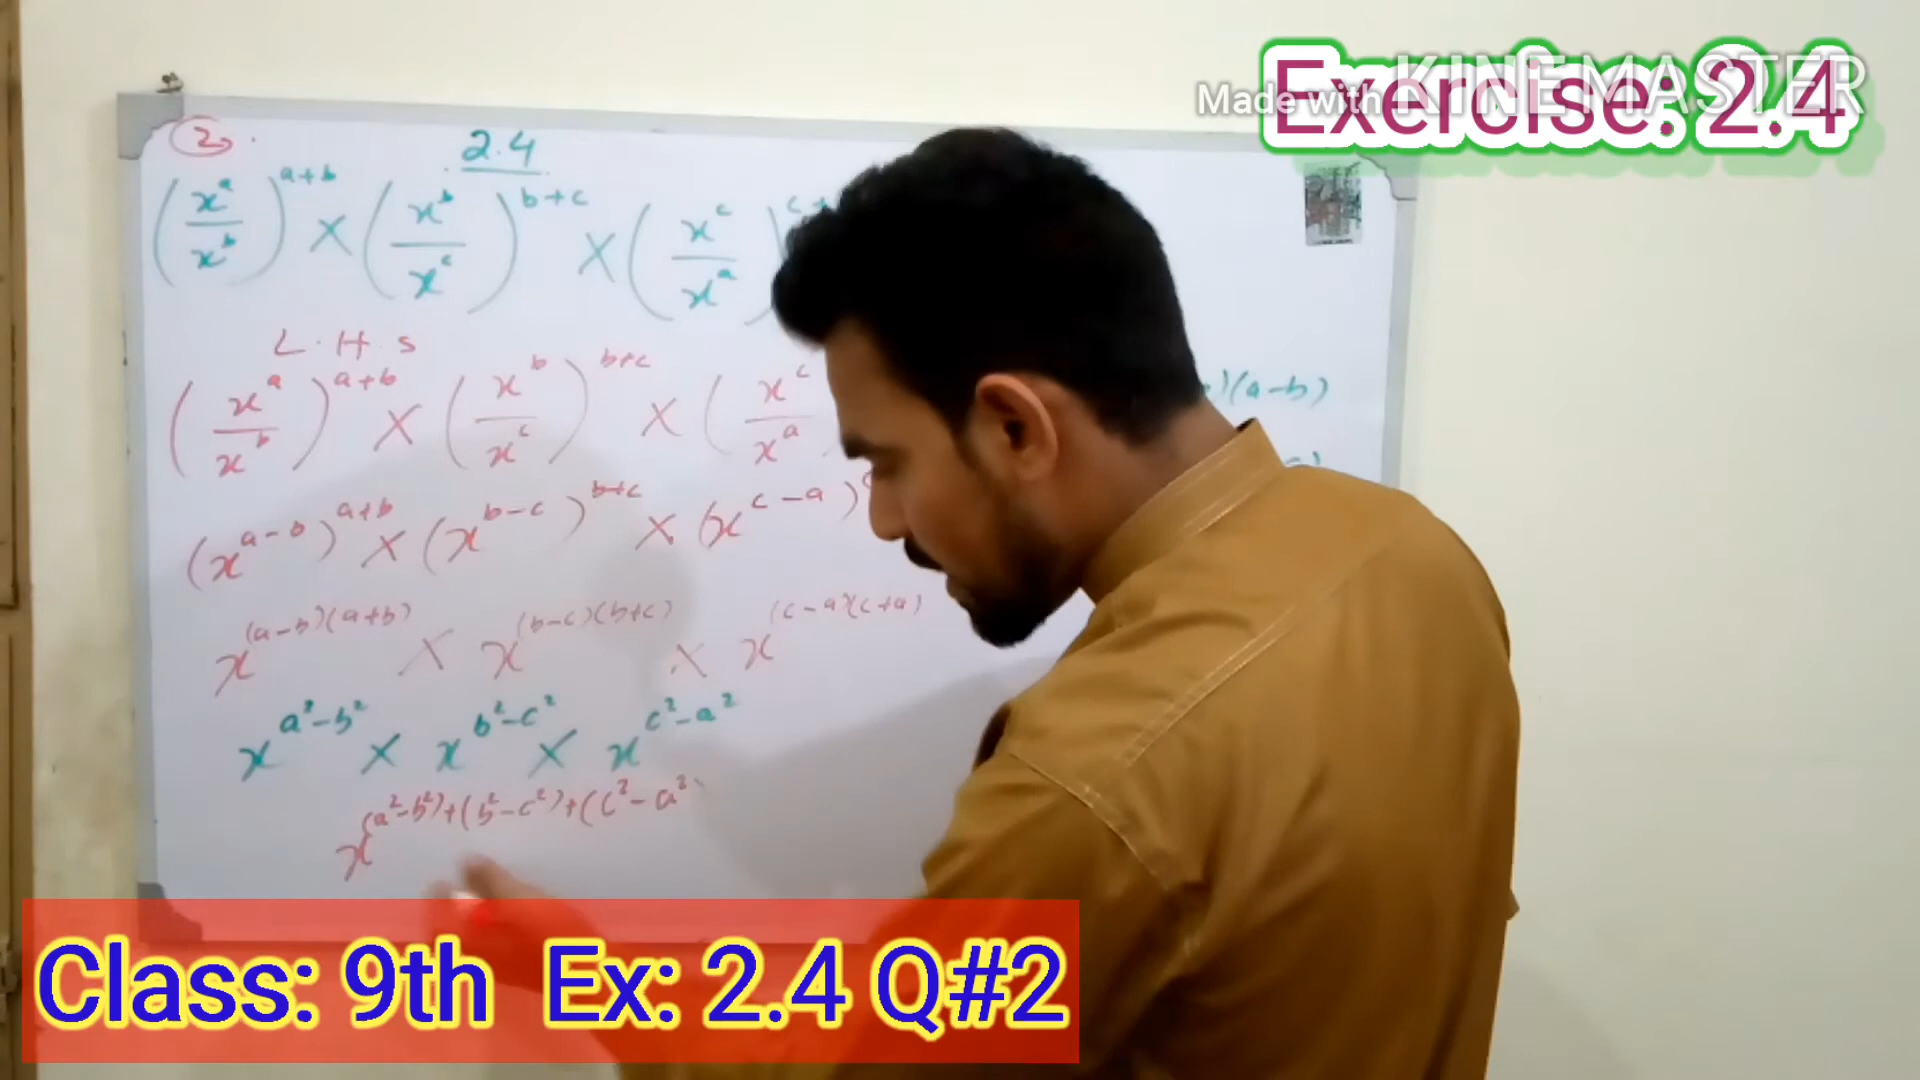 Exercise: 2.4
Made with KINEMASTER
2 2.4
(x^a/x^b)^{a+b} × (x^b/x^c)^{b+c} × (x^c/x^a)
L.H.S
(x^a/x^b)^{a+b} × (x^b/x^c)^{b+c} × (x^c/x^a
)(a-b)
(x^{a-b})^{a+b} × (x^{b-c})^{b+c} × (x^{c-a})
x^{(a-b)(a+b)} × x^{(b-c)(b+c)} × x^{(c-a)(c+a)}
x^{a²-b²} × x^{b²-c²} × x^{c²-a²}
x^{(a²-b²)+(b²-c²)+(c²-a²}
Class: 9th Ex: 2.4 Q#2